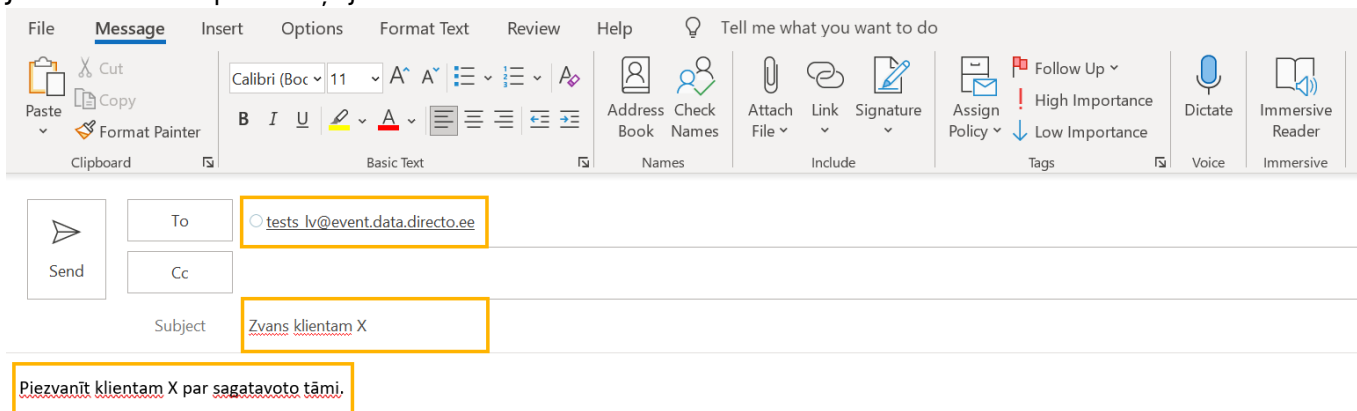 File Message Insert Options Format Text Review Help Tell me what you want to do
Paste
Cut
Copy
Format Painter
Clipboard
Calibri (Boc 11
B I U
Basic Text
Address Book
Check Names
Names
Attach File
Link
Signature
Include
Assign Policy
Follow Up
High Importance
Low Importance
Tags
Dictate
Voice
Immersive Reader
Immersive
Send
To tests_lv@event.data.directo.ee
Cc
Subject Zvans klientam X
Piezvanīt klientam X par sagatavoto tāmi.